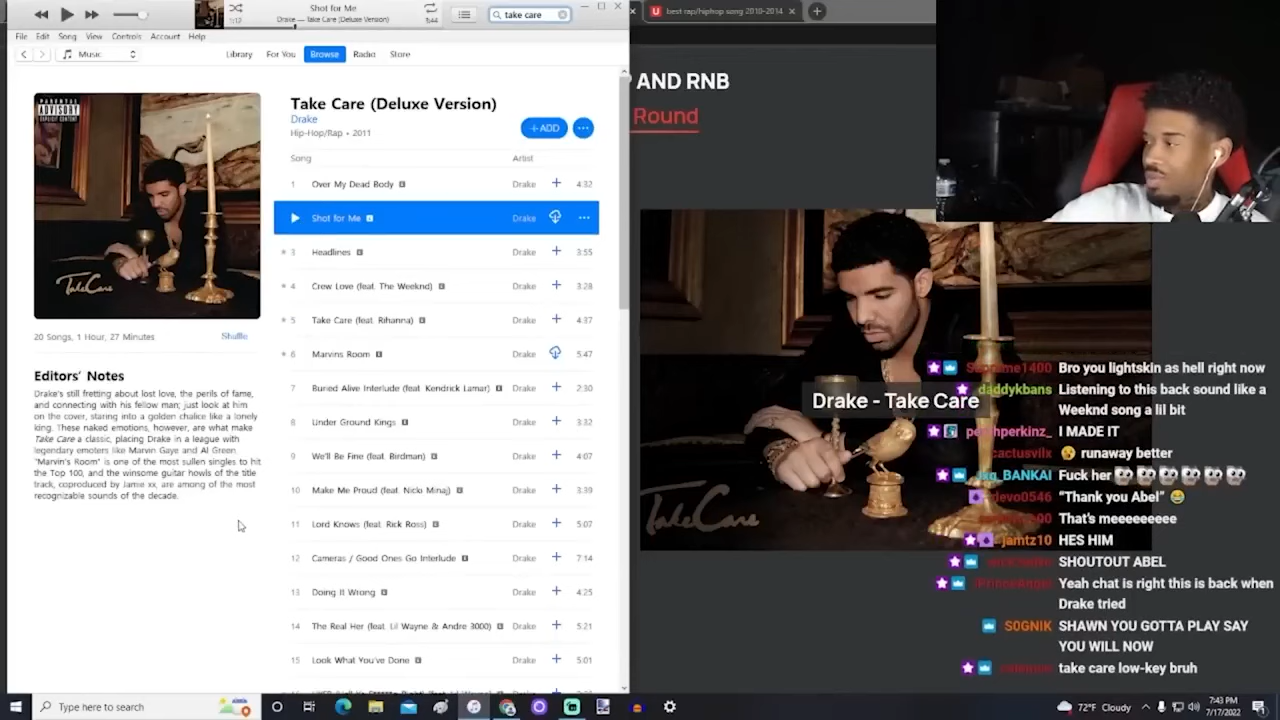 Shot for Me
Drake — Take Care (Deluxe Version)
1:12
3:44
take care
File Edit Song View Controls Account Help
Music
Library For You Browse Radio Store
PARENTAL
ADVISORY
EXPLICIT CONTENT
TakeCare
20 Songs, 1 Hour, 27 Minutes Shuffle
Editors' Notes
Drake's still fretting about lost love, the perils of fame,
and connecting with his fellow man; just look at him
on the cover, staring into a golden chalice like a lonely
king. These naked emotions, however, are what make
Take Care a classic, placing Drake in a league with
legendary emoters like Marvin Gaye and Al Green
"Marvin's Room" is one of the most sullen singles to hit
the Top 100, and the winsome guitar howls of the title
track, coproduced by Jamie xx, are among of the most
recognizable sounds of the decade.
Take Care (Deluxe Version)
Drake
Hip-Hop/Rap • 2011
+ADD
Song Artist
1 Over My Dead Body E Drake 4:32
Shot for Me E Drake
3 Headlines E Drake 3:55
4 Crew Love (feat. The Weeknd) E Drake 3:28
5 Take Care (feat. Rihanna) E Drake 4:37
6 Marvins Room E Drake 5:47
7 Buried Alive Interlude (feat. Kendrick Lamar) E Drake 2:30
8 Under Ground Kings E Drake 3:32
9 We'll Be Fine (feat. Birdman) E Drake 4:07
10 Make Me Proud (feat. Nicki Minaj) E Drake 3:39
11 Lord Knows (feat. Rick Ross) E Drake 5:07
12 Cameras / Good Ones Go Interlude E Drake 7:14
13 Doing It Wrong E Drake 4:25
14 The Real Her (feat. Lil Wayne & Andre 3000) E Drake 5:21
15 Look What You've Done E Drake 5:01
best rap/hiphop song 2010-2014
AND RNB
Round
Drake - Take Care
TakeCare
Supreme1400 Bro you lightskin as hell right now
daddykbans Listening to this base sound like a
Weeknd song a lil bit
perkinz_ I MADE IT
cactusvilx runaway better
BANKAI Fuck her
devo0546 "Thank you Abel"
That's meeeeeeee
jamtz10 HES HIM
SHOUTOUT ABEL
Yeah chat is right this is back when
Drake tried
S0GNIK SHAWN YOU GOTTA PLAY SAY
YOU WILL NOW
take care low-key bruh
Type here to search
72°F Cloudy
7:43 PM
7/17/2022